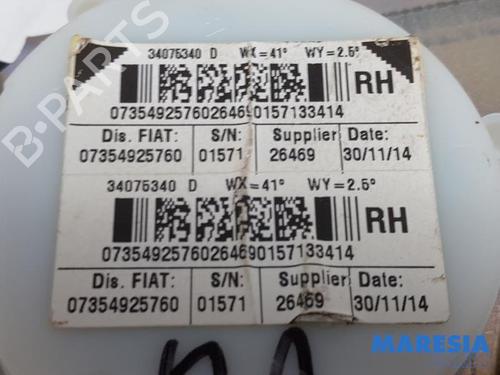 34075340 D WX=41° WY=2.5°
RH
07354925760264690157133414
Dis. FIAT: S/N: Supplier Date:
07354925760 01571 26469 30/11/14
34075340 D WX=41° WY=2.5°
RH
07354925760264690157133414
Dis. FIAT: S/N: Supplier Date:
07354925760 01571 26469 30/11/14
B-PARTS
MARESIA